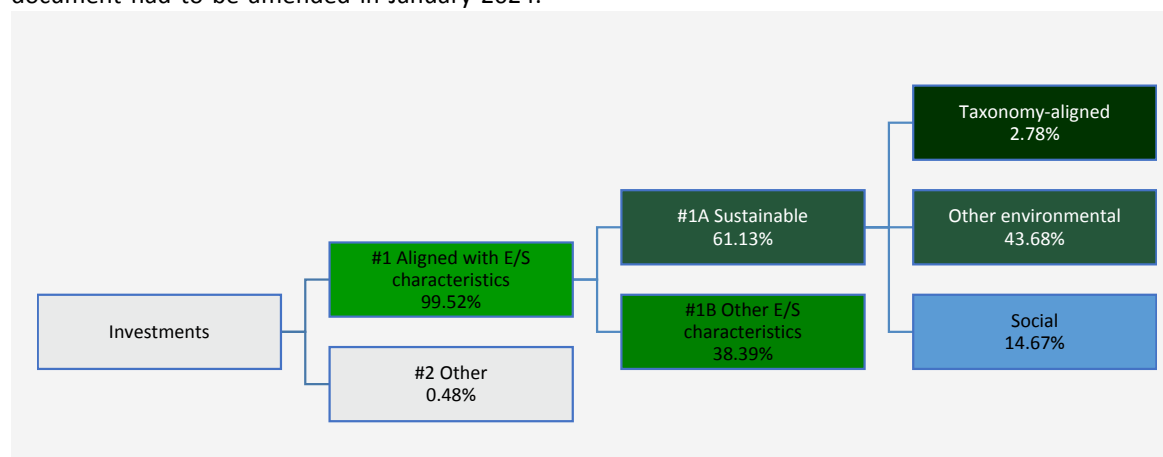 document had to be amended in January 2024.
Taxonomy-aligned
2.78%
#1A Sustainable
61.13%
Other environmental
43.68%
#1 Aligned with E/S
characteristics
99.52%
Investments
#1B Other E/S
characteristics
38.39%
Social
14.67%
#2 Other
0.48%